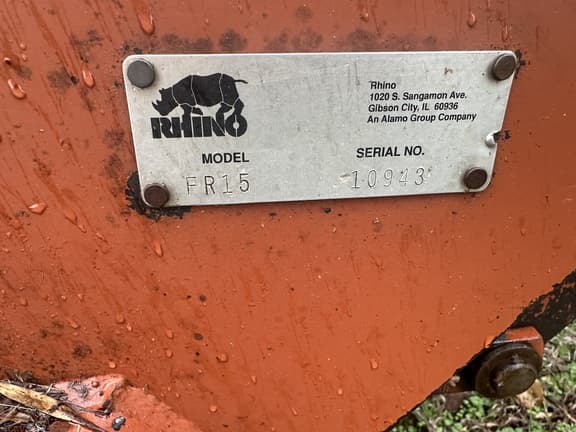 RHINO
Rhino
1020 S. Sangamon Ave.
Gibson City, IL 60936
An Alamo Group Company
MODEL
SERIAL NO.
FR15
10943